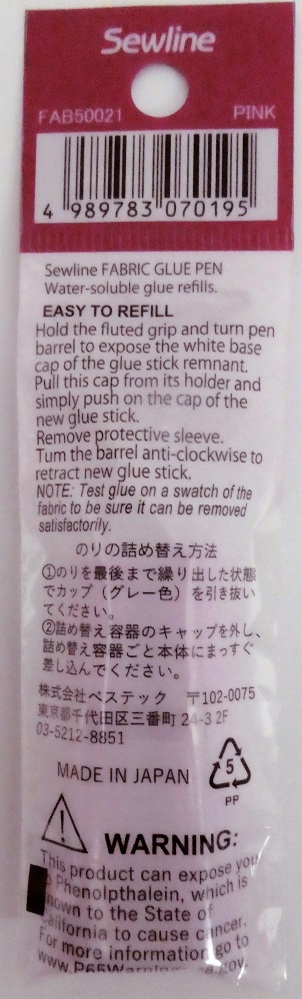 Sewline
FAB50021 PINK
4 989783 070195
Sewline FABRIC GLUE PEN
Water-soluble glue refills.
EASY TO REFILL
Hold the fluted grip and turn pen
barrel to expose the white base
cap of the glue stick remnant.
Pull this cap from its holder and
simply push on the cap of the
new glue stick.
Remove protective sleeve.
Turn the barrel anti-clockwise to
retract new glue stick.
NOTE: Test glue on a swatch of the
fabric to be sure it can be removed
satisfactorily.
のりの詰め替え方法
①のりを最後まで繰り出した状態
でカップ（グレー色）を引き抜い
てください。
②詰め替え容器のキャップを外し、
詰め替え容器ごと本体にまっすぐ
差し込んでください。
株式会社ベステック 〒102-0075
東京都千代田区三番町 24-3 2F
03-5212-8851
MADE IN JAPAN
5
PP
WARNING:
This product can expose you
Phenolpthalein, which is
nown to the State of
alifornia to cause cancer.
For more information go to
www.P65Warnin a.gov.